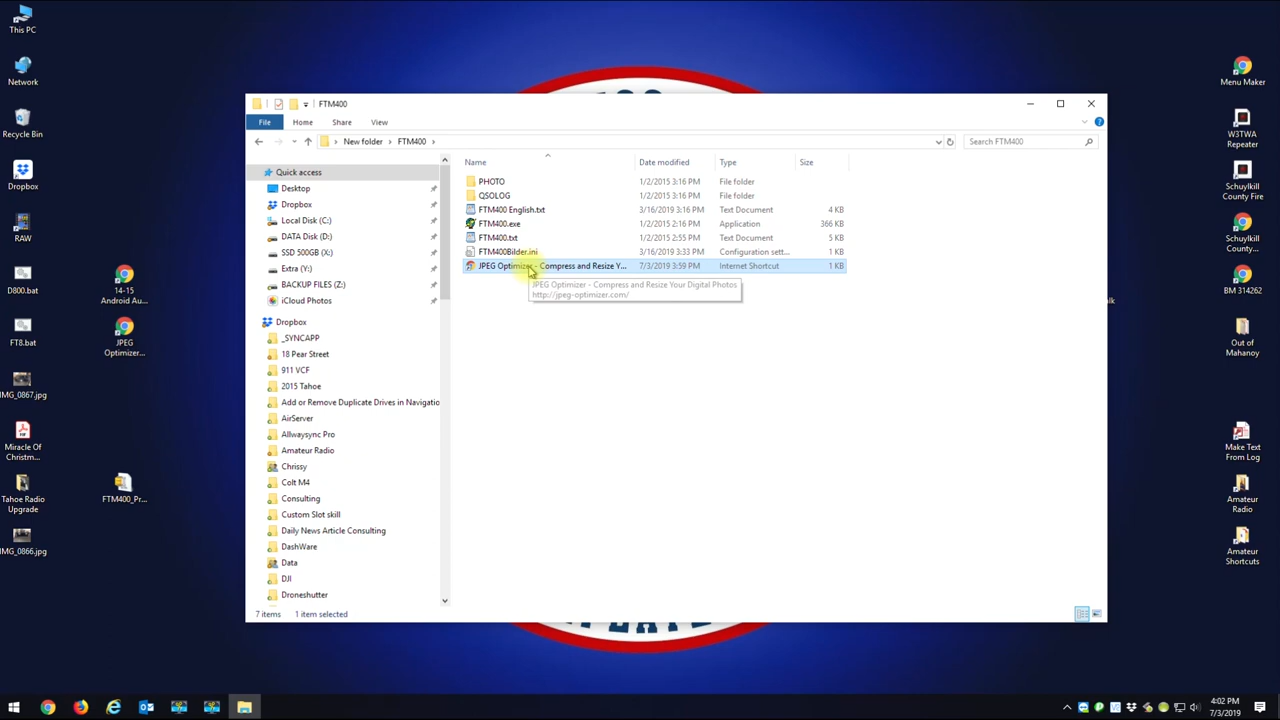 This PC
Network
Recycle Bin
Dropbox
RAW
D800.bat
14-15
Android Au...
FT8.bat
JPEG
Optimizer...
IMG_0867.jpg
Miracle Of
Christm...
Tahoe Radio
Upgrade
FTM400_Pr...
IMG_0866.jpg
FTM400
File
Home
Share
View
New folder
FTM400
Search FTM400
Quick access
Desktop
Dropbox
Local Disk (C:)
DATA Disk (D:)
SSD 500GB (X:)
Extra (Y:)
BACKUP FILES (Z:)
iCloud Photos
Dropbox
_SYNCAPP
18 Pear Street
911 VCF
2015 Tahoe
Add or Remove Duplicate Drives in Navigatio
AirServer
Allwaysync Pro
Amateur Radio
Chrissy
Colt M4
Consulting
Custom Slot skill
Daily News Article Consulting
DashWare
Data
DJI
Droneshutter
Name Date modified Type Size
PHOTO 1/2/2015 3:16 PM File folder
QSOLOG 1/2/2015 3:16 PM File folder
FTM400 English.txt 3/16/2019 3:16 PM Text Document 4 KB
FTM400.exe 1/2/2015 2:16 PM Application 366 KB
FTM400.txt 1/2/2015 2:55 PM Text Document 5 KB
FTM400Bilder.ini 3/16/2019 3:33 PM Configuration sett... 1 KB
JPEG Optimizer - Compress and Resize Y... 7/3/2019 3:59 PM Internet Shortcut 1 KB
JPEG Optimizer - Compress and Resize Your Digital Photos
http://jpeg-optimizer.com/
7 items 1 item selected
Menu Maker
W3TWA
Repeater
Schuylkill
County Fire
Schuylkill
County EM...
BM 314262
alk
Out of
Mahanoy
Make Text
From Log
Amateur
Radio
Amateur
Shortcuts
4:02 PM
7/3/2019